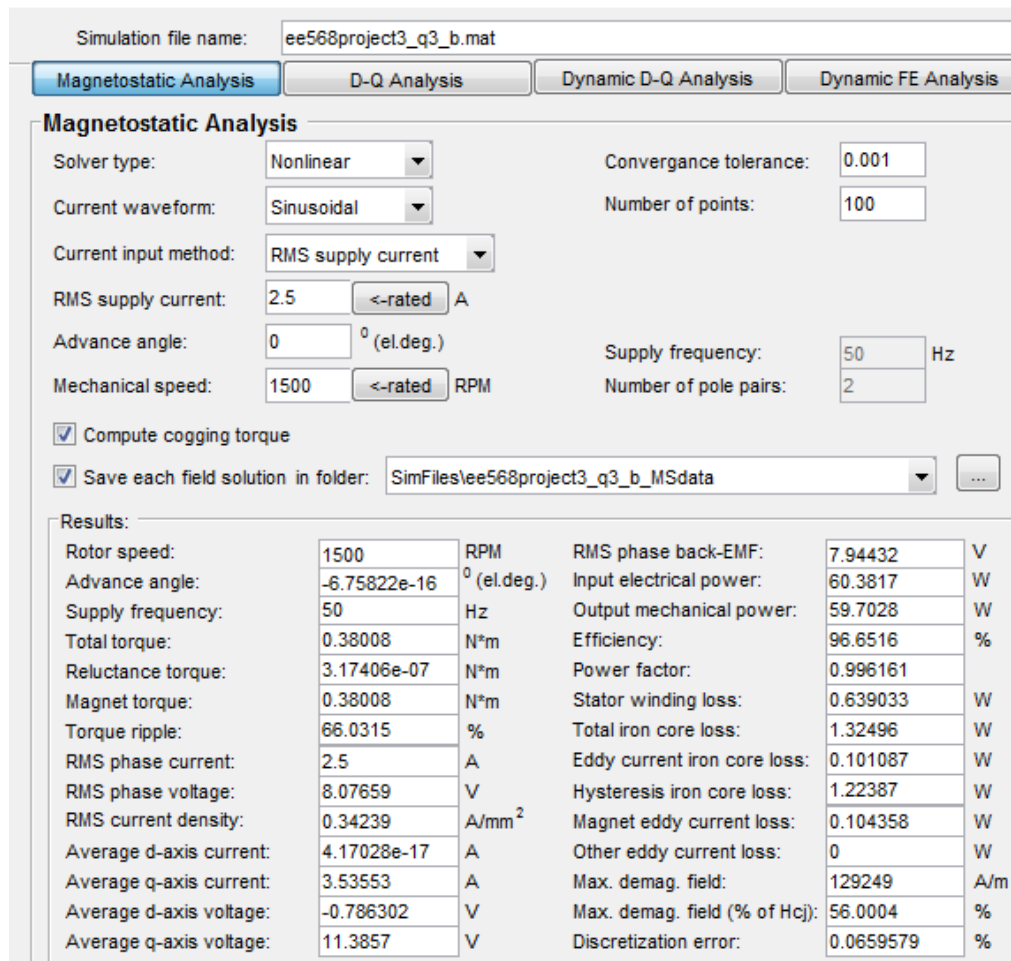 Simulation file name: ee568project3_q3_b.mat
Magnetostatic Analysis D-Q Analysis Dynamic D-Q Analysis Dynamic FE Analysis
Magnetostatic Analysis
Solver type: Nonlinear Convergance tolerance: 0.001
Current waveform: Sinusoidal Number of points: 100
Current input method: RMS supply current
RMS supply current: 2.5 <-rated A
Advance angle: 0 0 (el.deg.) Supply frequency: 50 Hz
Mechanical speed: 1500 <-rated RPM Number of pole pairs: 2
Compute cogging torque
Save each field solution in folder: SimFiles\ee568project3_q3_b_MSdata ...
Results:
Rotor speed: 1500 RPM RMS phase back-EMF: 7.94432 V
Advance angle: -6.75822e-16 0 (el.deg.) Input electrical power: 60.3817 W
Supply frequency: 50 Hz Output mechanical power: 59.7028 W
Total torque: 0.38008 N*m Efficiency: 96.6516 %
Reluctance torque: 3.17406e-07 N*m Power factor: 0.996161
Magnet torque: 0.38008 N*m Stator winding loss: 0.639033 W
Torque ripple: 66.0315 % Total iron core loss: 1.32496 W
RMS phase current: 2.5 A Eddy current iron core loss: 0.101087 W
RMS phase voltage: 8.07659 V Hysteresis iron core loss: 1.22387 W
RMS current density: 0.34239 A/mm2 Magnet eddy current loss: 0.104358 W
Average d-axis current: 4.17028e-17 A Other eddy current loss: 0 W
Average q-axis current: 3.53553 A Max. demag. field: 129249 A/m
Average d-axis voltage: -0.786302 V Max. demag. field (% of Hcj): 56.0004 %
Average q-axis voltage: 11.3857 V Discretization error: 0.0659579 %